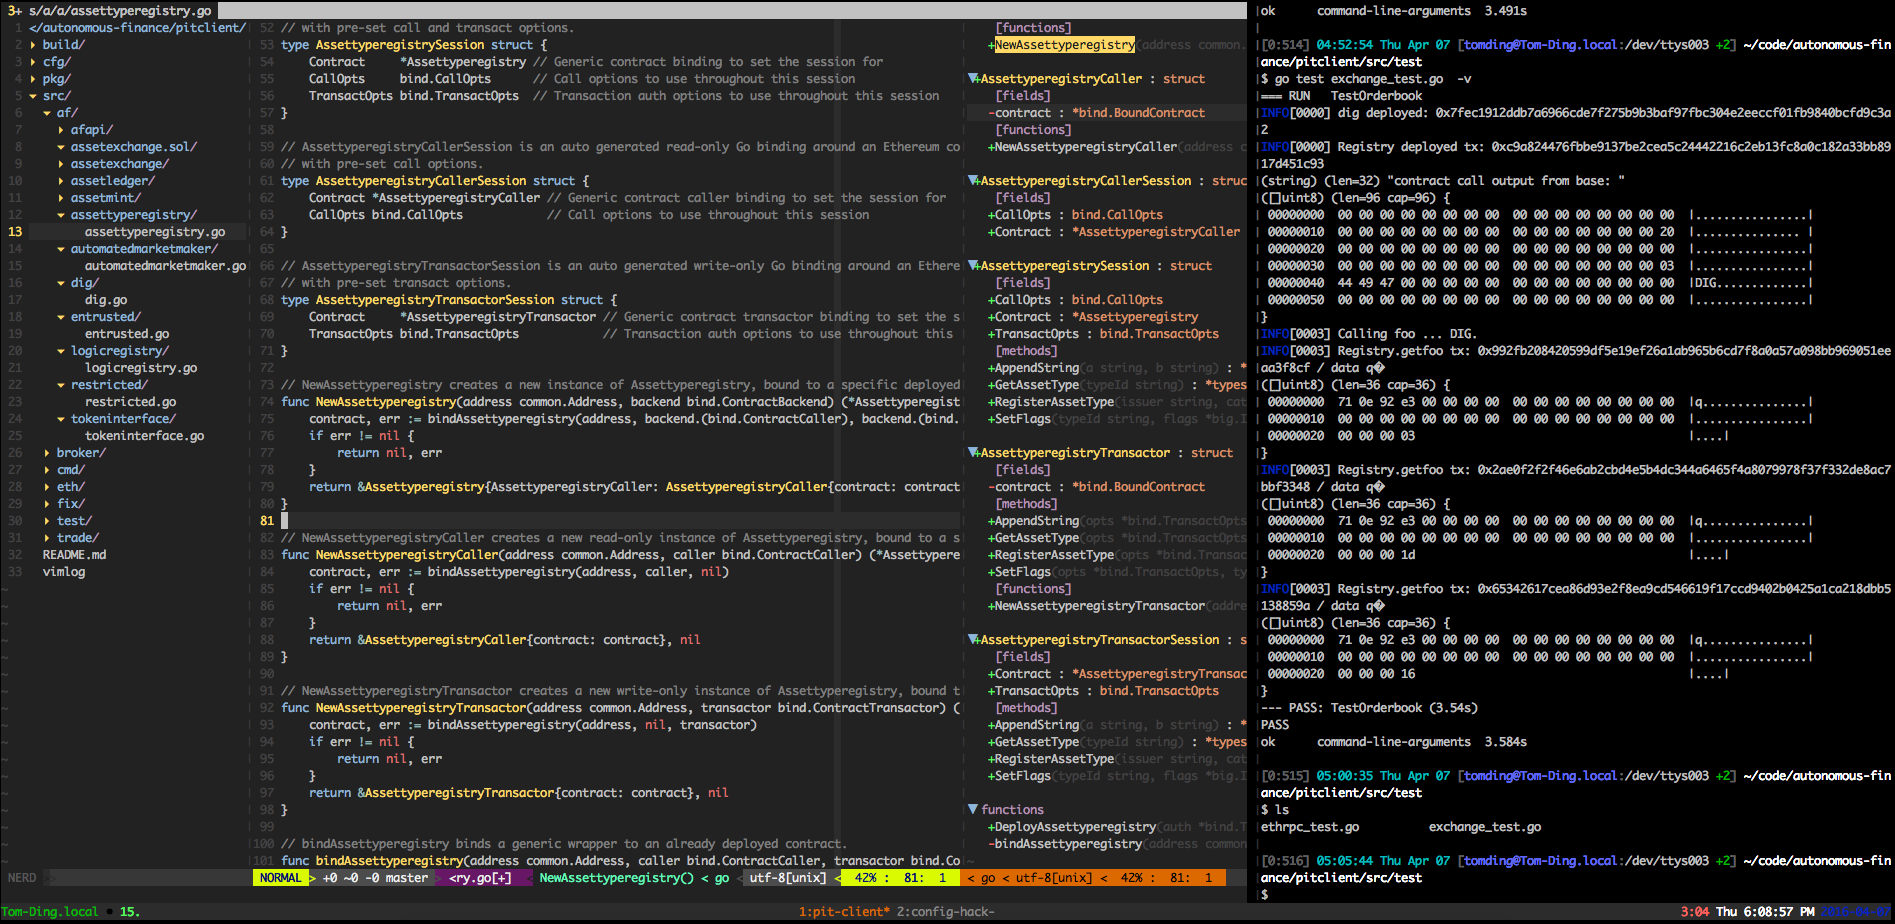 3+ s/a/a/assettyperegistry.go
1 </autonomous-finance/pitclient/
2 ▸ build/
3 ▸ cfg/
4 ▸ pkg/
5 ▾ src/
6 ▾ af/
7 ▸ afapi/
8 ▾ assetexchange.sol/
9 ▸ assetexchange/
10 ▸ assetledger/
11 ▸ assetmint/
12 ▾ assettyperegistry/
13 assettyperegistry.go
14 ▾ automatedmarketmaker/
15 automatedmarketmaker.go
16 ▾ dig/
17 dig.go
18 ▾ entrusted/
19 entrusted.go
20 ▾ logicregistry/
21 logicregistry.go
22 ▾ restricted/
23 restricted.go
24 ▾ tokeninterface/
25 tokeninterface.go
26 ▸ broker/
27 ▸ cmd/
28 ▸ eth/
29 ▸ fix/
30 ▸ test/
31 ▸ trade/
32 README.md
33 vimlog
NERD
52 // with pre-set call and transact options.
53 type AssettyperegistrySession struct {
54 Contract     *Assettyperegistry // Generic contract binding to set the session for
55 CallOpts     bind.CallOpts     // Call options to use throughout this session
56 TransactOpts bind.TransactOpts  // Transaction auth options to use throughout this session
57 }
58
59 // AssettyperegistryCallerSession is an auto generated read-only Go binding around an Ethereum co
60 // with pre-set call options.
61 type AssettyperegistryCallerSession struct {
62 Contract *AssettyperegistryCaller // Generic contract caller binding to set the session for
63 CallOpts bind.CallOpts            // Call options to use throughout this session
64 }
65
66 // AssettyperegistryTransactorSession is an auto generated write-only Go binding around an Ethere
67 // with pre-set transact options.
68 type AssettyperegistryTransactorSession struct {
69 Contract     *AssettyperegistryTransactor // Generic contract transactor binding to set the s
70 TransactOpts bind.TransactOpts            // Transaction auth options to use throughout this
71 }
72
73 // NewAssettyperegistry creates a new instance of Assettyperegistry, bound to a specific deployed
74 func NewAssettyperegistry(address common.Address, backend bind.ContractBackend) (*Assettyperegist
75 contract, err := bindAssettyperegistry(address, backend.(bind.ContractCaller), backend.(bind.
76 if err != nil {
77 return nil, err
78 }
79 return &Assettyperegistry{AssettyperegistryCaller: AssettyperegistryCaller{contract: contract
80 }
81
82 // NewAssettyperegistryCaller creates a new read-only instance of Assettyperegistry, bound to a s
83 func NewAssettyperegistryCaller(address common.Address, caller bind.ContractCaller) (*Assettypere
84 contract, err := bindAssettyperegistry(address, caller, nil)
85 if err != nil {
86 return nil, err
87 }
88 return &AssettyperegistryCaller{contract: contract}, nil
89 }
90
91 // NewAssettyperegistryTransactor creates a new write-only instance of Assettyperegistry, bound t
92 func NewAssettyperegistryTransactor(address common.Address, transactor bind.ContractTransactor) (
93 contract, err := bindAssettyperegistry(address, nil, transactor)
94 if err != nil {
95 return nil, err
96 }
97 return &AssettyperegistryTransactor{contract: contract}, nil
98 }
99
100 // bindAssettyperegistry binds a generic wrapper to an already deployed contract.
101 func bindAssettyperegistry(address common.Address, caller bind.ContractCaller, transactor bind.Co
NORMAL > +0 ~0 -0 master > <ry.go[+] NewAssettyperegistry() < go < utf-8[unix] < 42% : 81: 1
[functions]
+NewAssettyperegistry(address common.
▼+AssettyperegistryCaller : struct
[fields]
-contract : *bind.BoundContract
[functions]
+NewAssettyperegistryCaller(address c
▼+AssettyperegistryCallerSession : struc
[fields]
+CallOpts : bind.CallOpts
+Contract : *AssettyperegistryCaller
▼+AssettyperegistrySession : struct
[fields]
+CallOpts : bind.CallOpts
+Contract : *Assettyperegistry
+TransactOpts : bind.TransactOpts
[methods]
+AppendString(a string, b string) : *
+GetAssetType(typeId string) : *types
+RegisterAssetType(issuer string, cat
+SetFlags(typeId string, flags *big.I
▼+AssettyperegistryTransactor : struct
[fields]
-contract : *bind.BoundContract
[methods]
+AppendString(opts *bind.TransactOpts
+GetAssetType(opts *bind.TransactOpts
+RegisterAssetType(opts *bind.Transac
+SetFlags(opts *bind.TransactOpts, ty
[functions]
+NewAssettyperegistryTransactor(addre
▼+AssettyperegistryTransactorSession : s
[fields]
+Contract : *AssettyperegistryTransac
+TransactOpts : bind.TransactOpts
[methods]
+AppendString(a string, b string) : *
+GetAssetType(typeId string) : *types
+RegisterAssetType(issuer string, cat
+SetFlags(typeId string, flags *big.I
▼ functions
+DeployAssettyperegistry(auth *bind.T
-bindAssettyperegistry(address common
< go < utf-8[unix] < 42% : 81: 1
ok      command-line-arguments  3.491s
[0:514] 04:52:54 Thu Apr 07 [tomding@Tom-Ding.local:/dev/ttys003 +2] ~/code/autonomous-fin
ance/pitclient/src/test
$ go test exchange_test.go  -v
=== RUN   TestOrderbook
INFO[0000] dig deployed: 0x7fec1912ddb7a6966cde7f275b9b3baf97fbc304e2eeccf01fb9840bcfd9c3a
2
INFO[0000] Registry deployed tx: 0xc9a824476fbbe9137be2cea5c24442216c2eb13fc8a0c182a33bb89
17d451c93
(string) (len=32) "contract call output from base: "
([]uint8) (len=96 cap=96) {
00000000  00 00 00 00 00 00 00 00  00 00 00 00 00 00 00 00  |................|
00000010  00 00 00 00 00 00 00 00  00 00 00 00 00 00 00 20  |............... |
00000020  00 00 00 00 00 00 00 00  00 00 00 00 00 00 00 00  |................|
00000030  00 00 00 00 00 00 00 00  00 00 00 00 00 00 00 03  |................|
00000040  44 49 47 00 00 00 00 00  00 00 00 00 00 00 00 00  |DIG.............|
00000050  00 00 00 00 00 00 00 00  00 00 00 00 00 00 00 00  |................|
}
INFO[0003] Calling foo ... DIG.
INFO[0003] Registry.getfoo tx: 0x992fb208420599df5e19ef26a1ab965b6cd7f8a0a57a098bb969051ee
aa3f8cf / data q�
([]uint8) (len=36 cap=36) {
00000000  71 0e 92 e3 00 00 00 00  00 00 00 00 00 00 00 00  |q...............|
00000010  00 00 00 00 00 00 00 00  00 00 00 00 00 00 00 00  |................|
00000020  00 00 00 03                                       |....|
}
INFO[0003] Registry.getfoo tx: 0x2ae0f2f2f46e6ab2cbd4e5b4dc344a6465f4a8079978f37f332de8ac7
bbf3348 / data q�
([]uint8) (len=36 cap=36) {
00000000  71 0e 92 e3 00 00 00 00  00 00 00 00 00 00 00 00  |q...............|
00000010  00 00 00 00 00 00 00 00  00 00 00 00 00 00 00 00  |................|
00000020  00 00 00 1d                                       |....|
}
INFO[0003] Registry.getfoo tx: 0x65342617cea86d93e2f8ea9cd546619f17ccd9402b0425a1ca218dbb5
138859a / data q�
([]uint8) (len=36 cap=36) {
00000000  71 0e 92 e3 00 00 00 00  00 00 00 00 00 00 00 00  |q...............|
00000010  00 00 00 00 00 00 00 00  00 00 00 00 00 00 00 00  |................|
00000020  00 00 00 16                                       |....|
}
--- PASS: TestOrderbook (3.54s)
PASS
ok      command-line-arguments  3.584s
[0:515] 05:00:35 Thu Apr 07 [tomding@Tom-Ding.local:/dev/ttys003 +2] ~/code/autonomous-fin
ance/pitclient/src/test
$ ls
ethrpc_test.go          exchange_test.go
[0:516] 05:05:44 Thu Apr 07 [tomding@Tom-Ding.local:/dev/ttys003 +2] ~/code/autonomous-fin
ance/pitclient/src/test
$
Tom-Ding.local • 15. 1:pit-client* 2:config-hack- 3:04 Thu 6:08:57 PM 2016-04-07